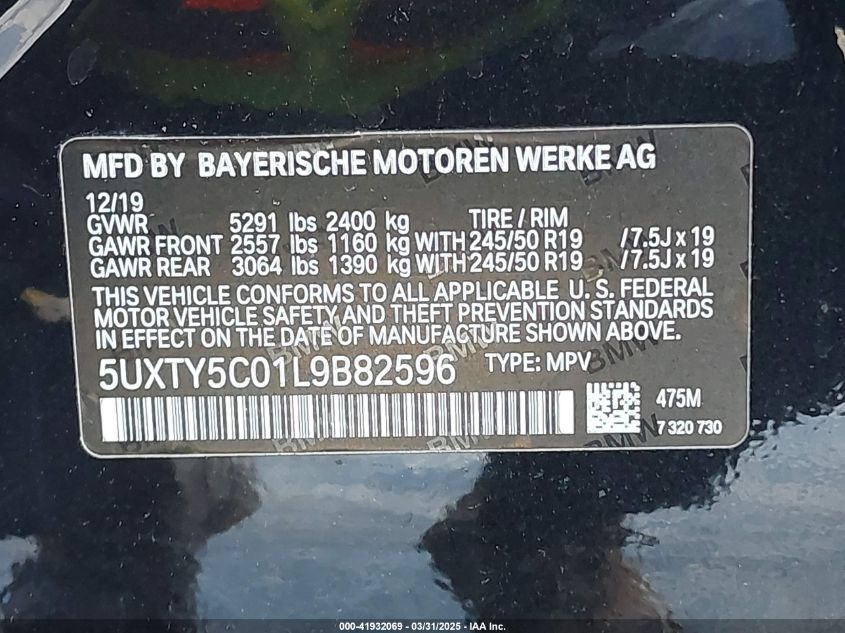 MFD BY BAYERISCHE MOTOREN WERKE AG
12/19
GVWR 5291 lbs 2400 kg TIRE / RIM
GAWR FRONT 2557 lbs 1160 kg WITH 245/50 R19 /7.5J x 19
GAWR REAR 3064 lbs 1390 kg WITH 245/50 R19 /7.5J x 19
THIS VEHICLE CONFORMS TO ALL APPLICABLE U. S. FEDERAL
MOTOR VEHICLE SAFETY AND THEFT PREVENTION STANDARDS
IN EFFECT ON THE DATE OF MANUFACTURE SHOWN ABOVE.
5UXTY5C01L9B82596 TYPE: MPV
475M
7 320 730
000-41932069 - 03/31/2025 - IAA Inc.